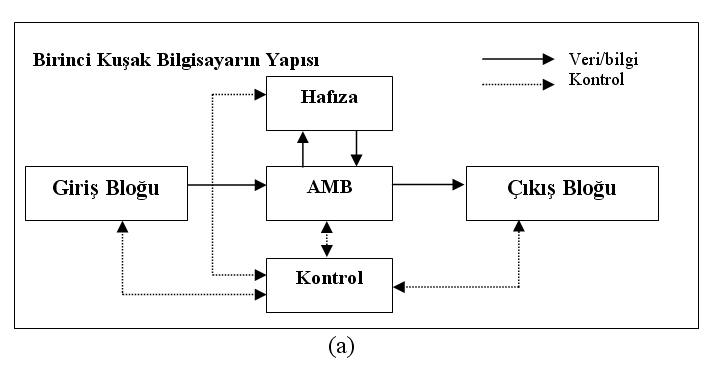 Birinci Kuşak Bilgisayarın Yapısı
Veri/bilgi
Kontrol
Hafıza
Giriş Bloğu
AMB
Çıkış Bloğu
Kontrol
(a)